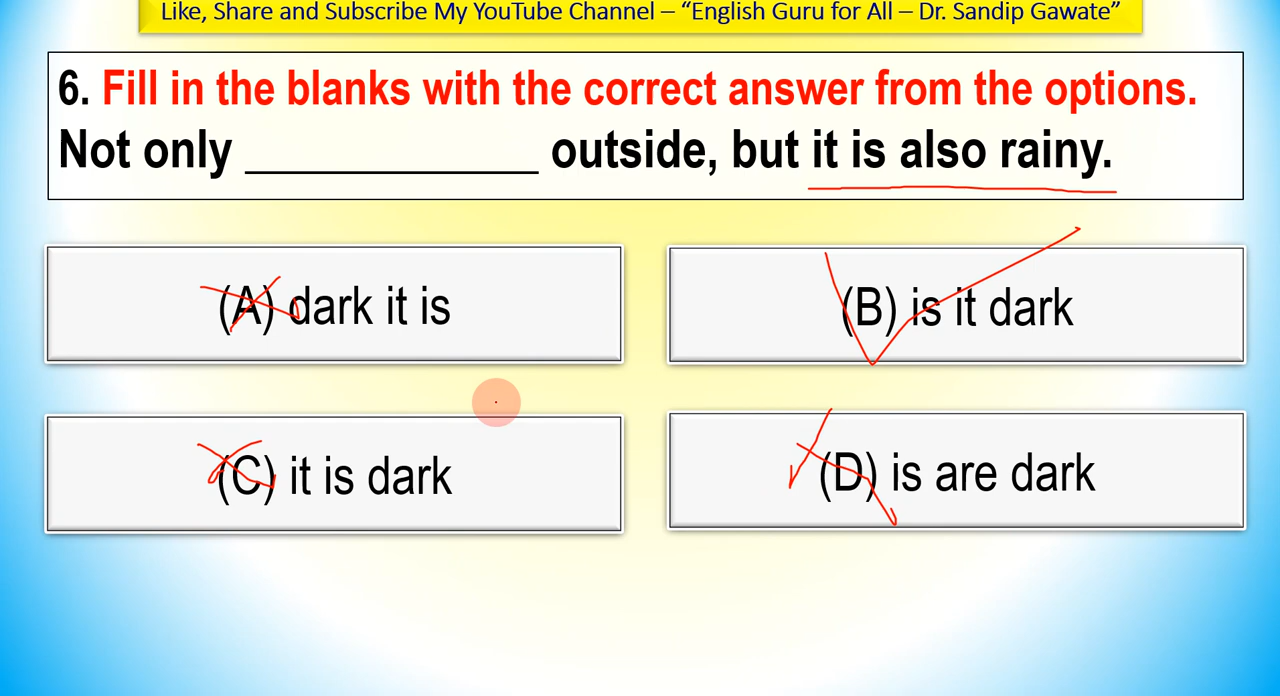 Like, Share and Subscribe My YouTube Channel – “English Guru for All – Dr. Sandip Gawate”
6. Fill in the blanks with the correct answer from the options.
Not only ____________ outside, but it is also rainy.
(A) dark it is
(B) is it dark
(C) it is dark
(D) is are dark